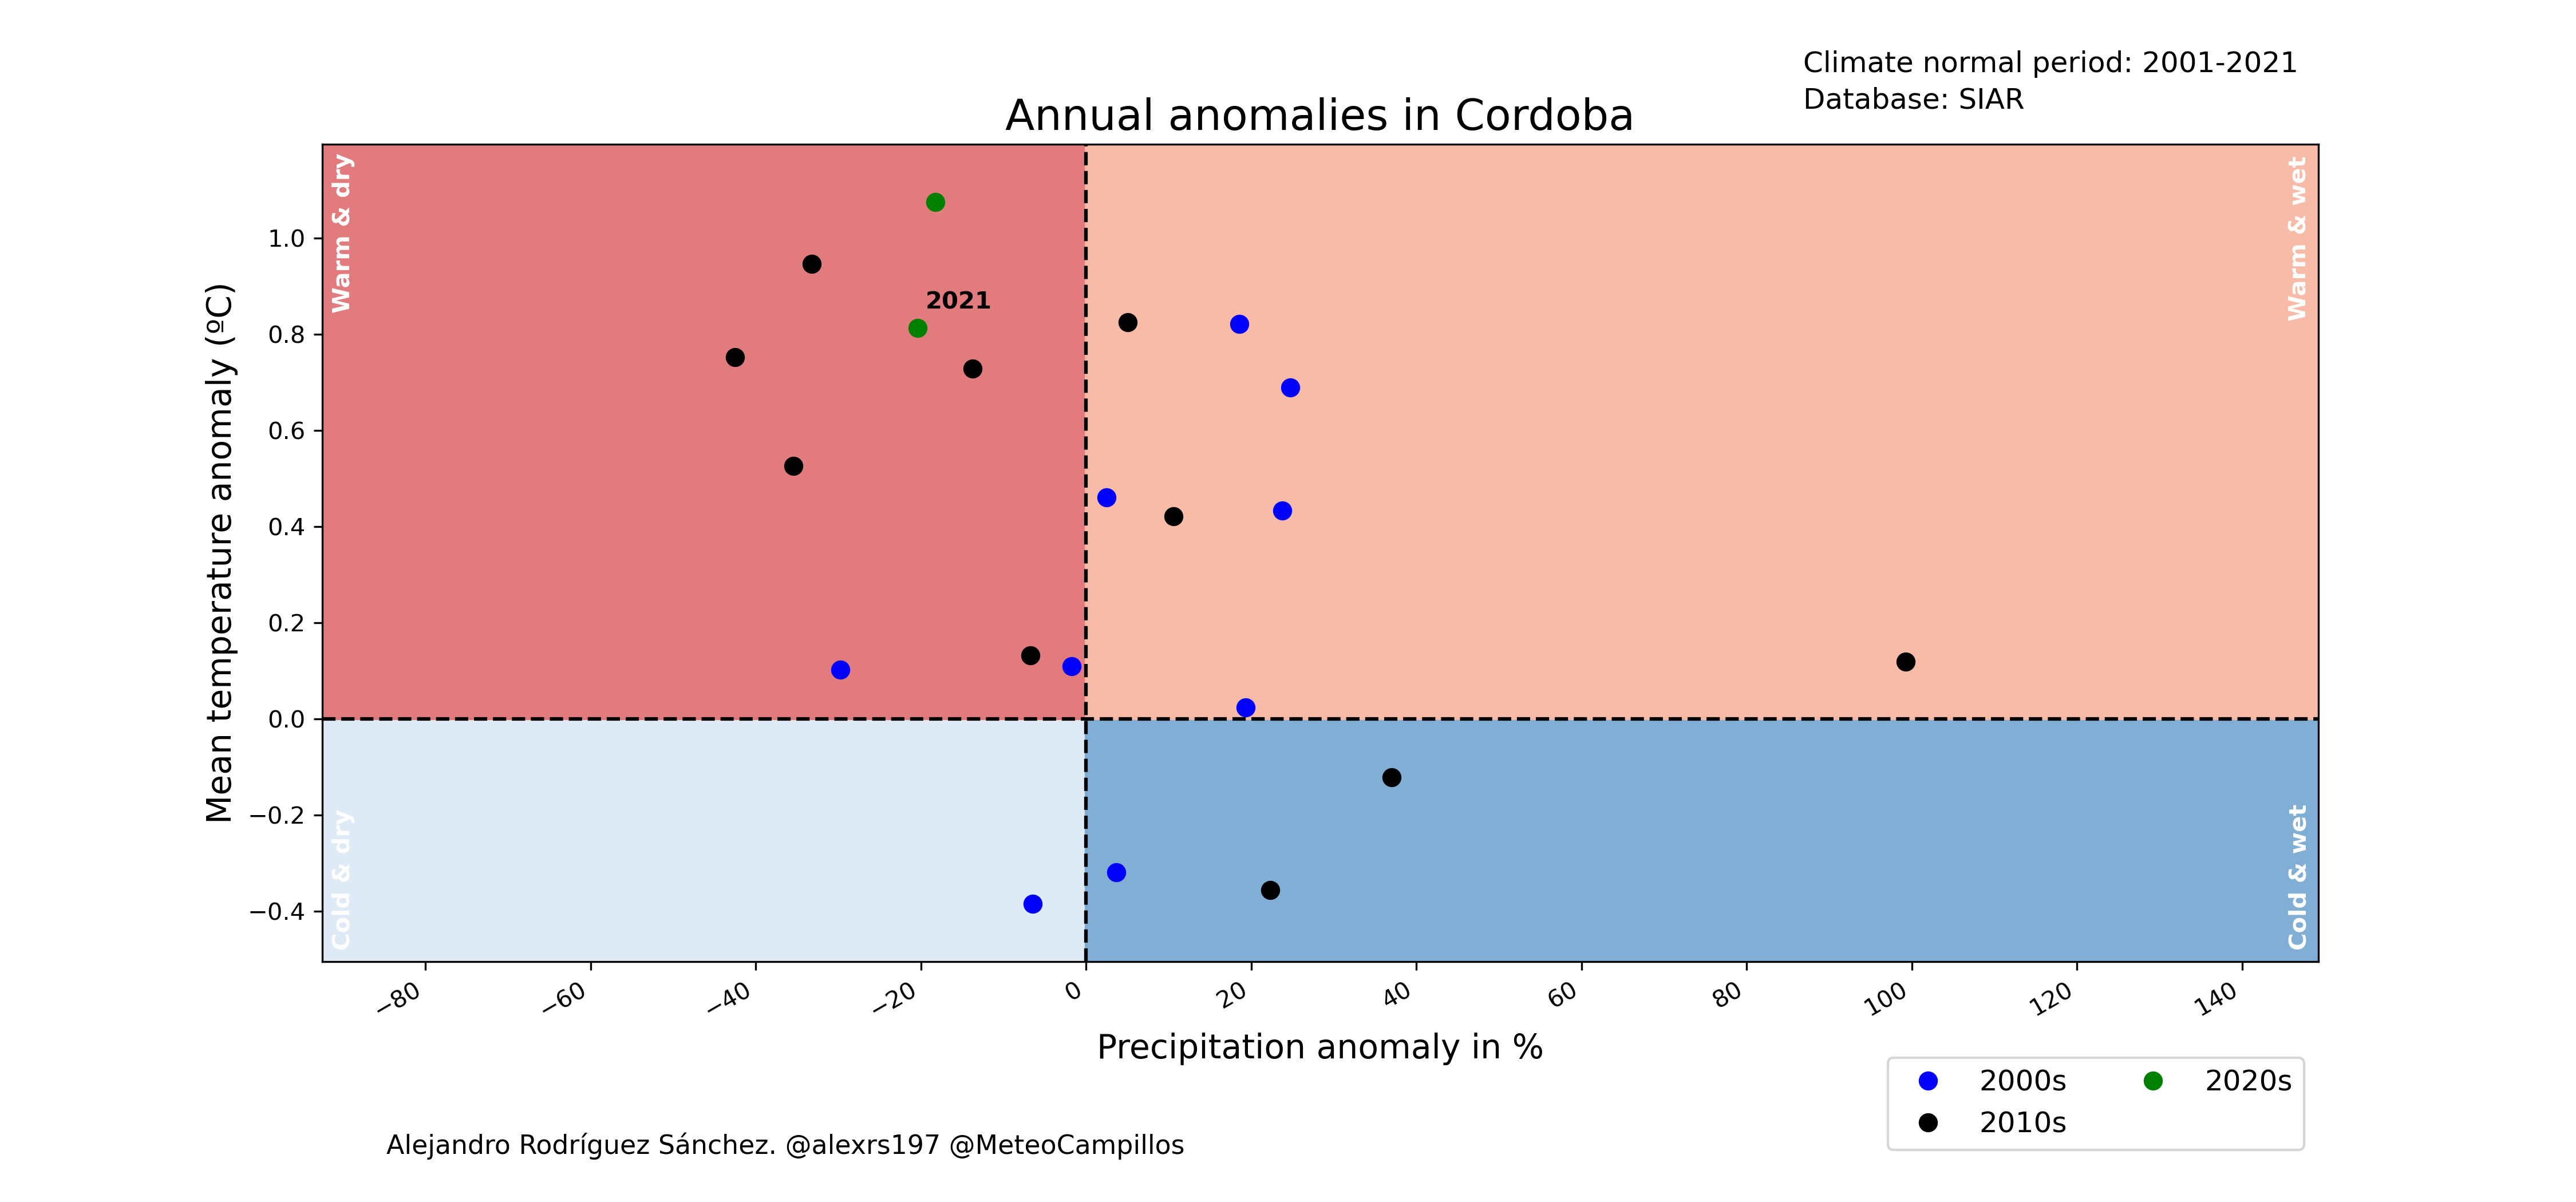 Climate normal period: 2001-2021
Database: SIAR
Annual anomalies in Cordoba
Warm & dry
Warm & wet
2021
Cold & dry
Cold & wet
Mean temperature anomaly (ºC)
1.0
0.8
0.6
0.4
0.2
0.0
−0.2
−0.4
−80 −60 −40 −20 0 20 40 60 80 100 120 140
Precipitation anomaly in %
2000s 2020s
2010s
Alejandro Rodríguez Sánchez. @alexrs197 @MeteoCampillos